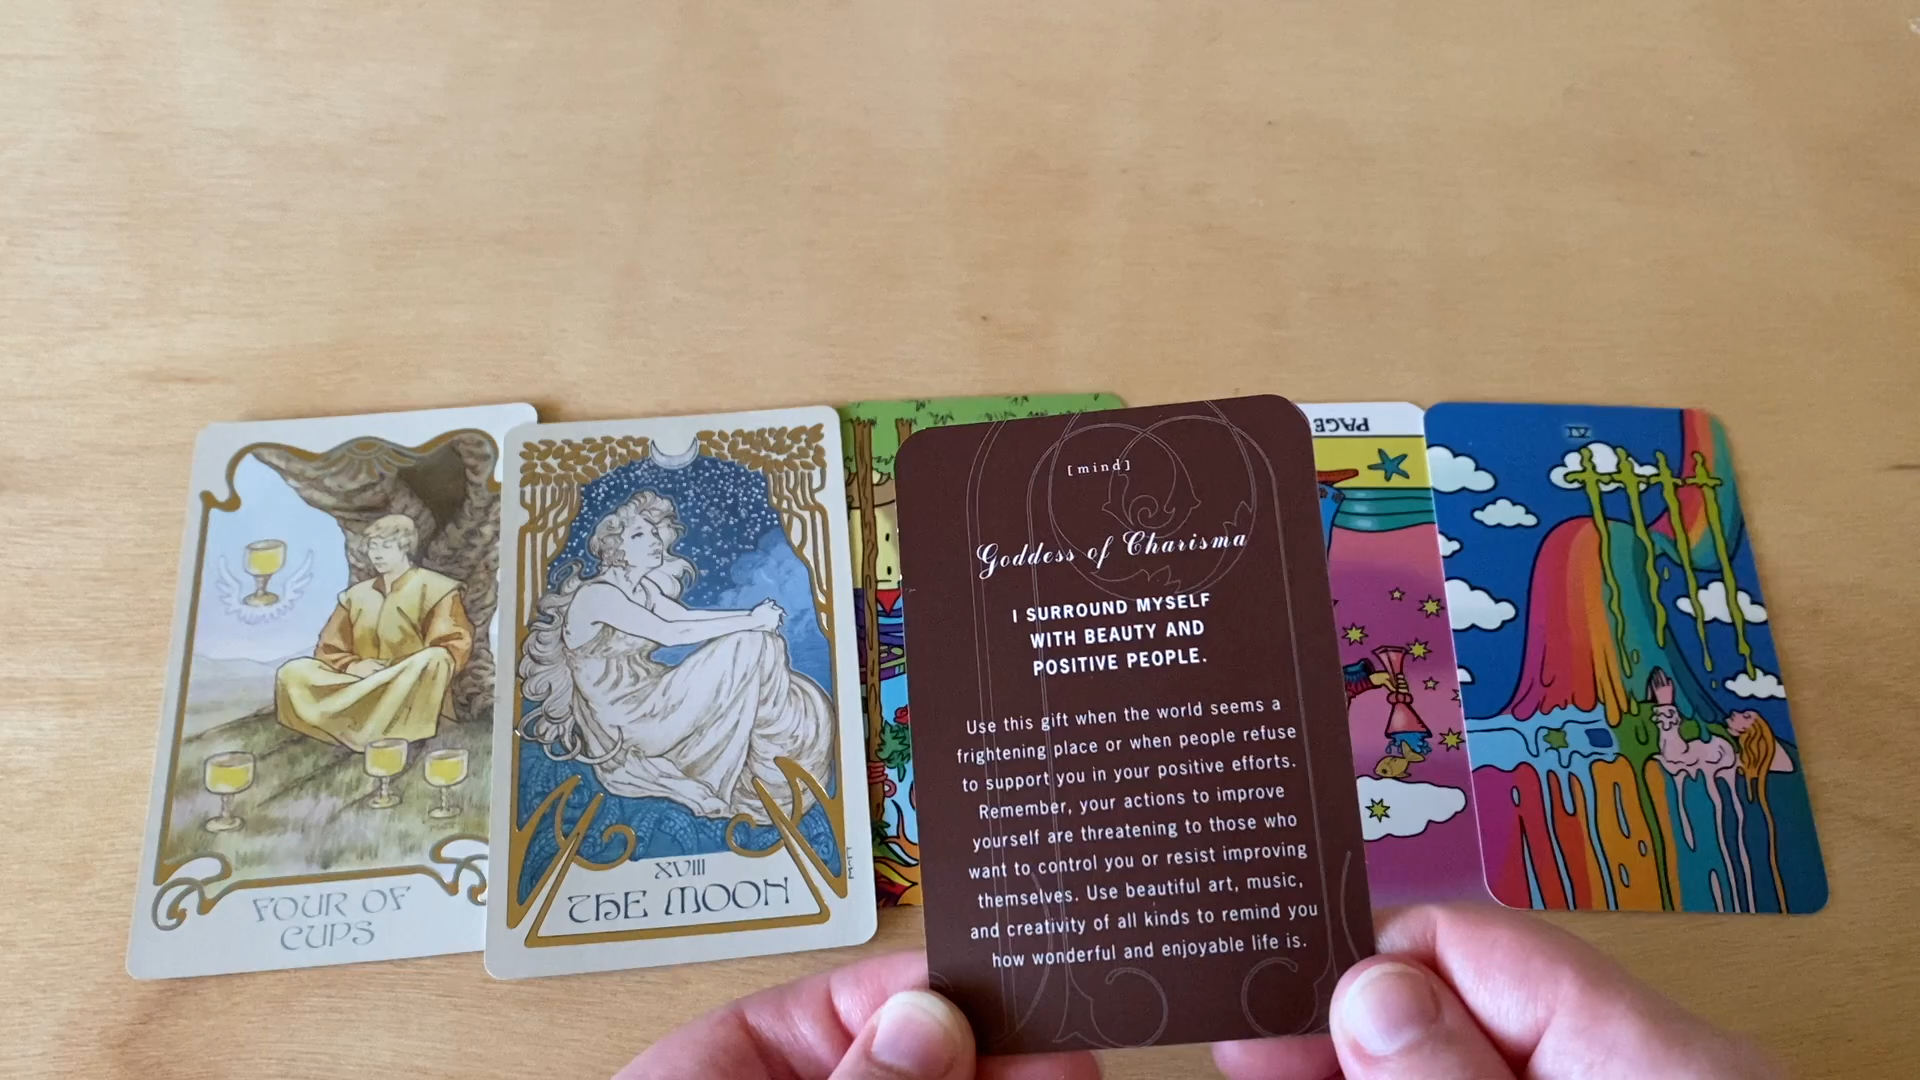 FOUR OF
CUPS
XVIII
THE MOON
[mind]
Goddess of Charisma
I SURROUND MYSELF
WITH BEAUTY AND
POSITIVE PEOPLE.
Use this gift when the world seems a
frightening place or when people refuse
to support you in your positive efforts.
Remember, your actions to improve
yourself are threatening to those who
want to control you or resist improving
themselves. Use beautiful art, music,
and creativity of all kinds to remind you
how wonderful and enjoyable life is.
PAGE
IV